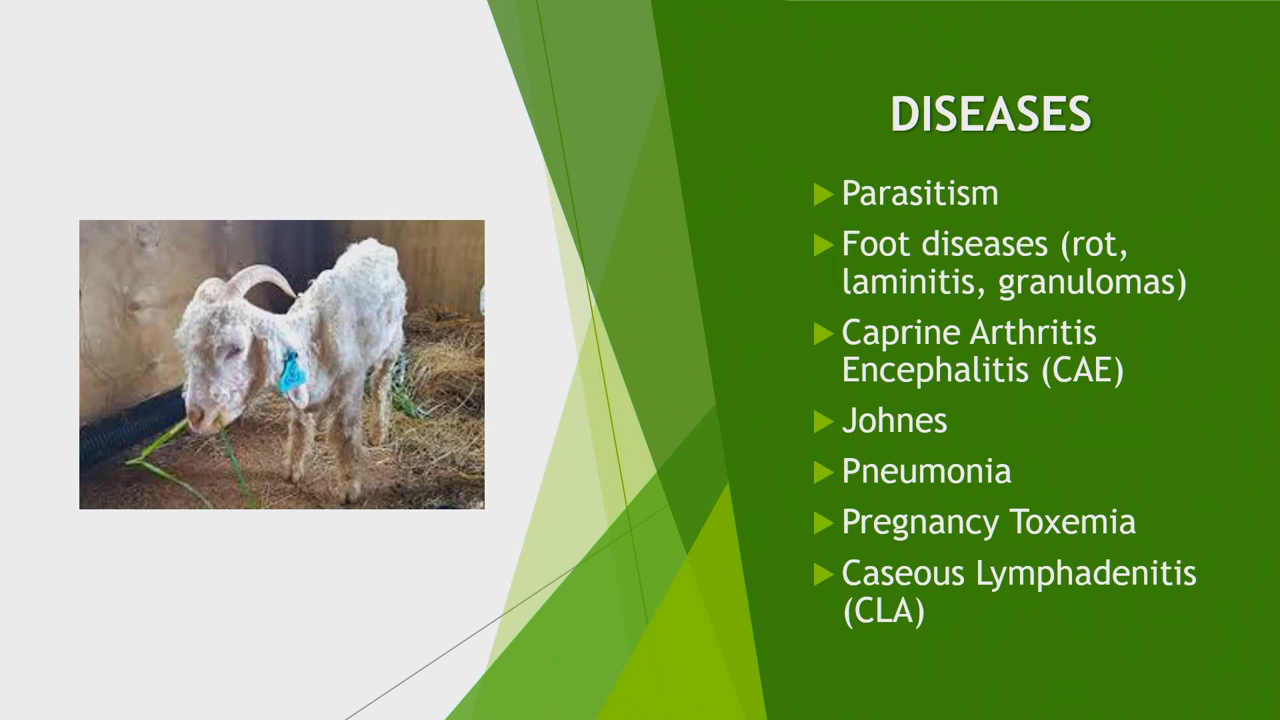 DISEASES
Parasitism
Foot diseases (rot,
laminitis, granulomas)
Caprine Arthritis
Encephalitis (CAE)
Johnes
Pneumonia
Pregnancy Toxemia
Caseous Lymphadenitis
(CLA)